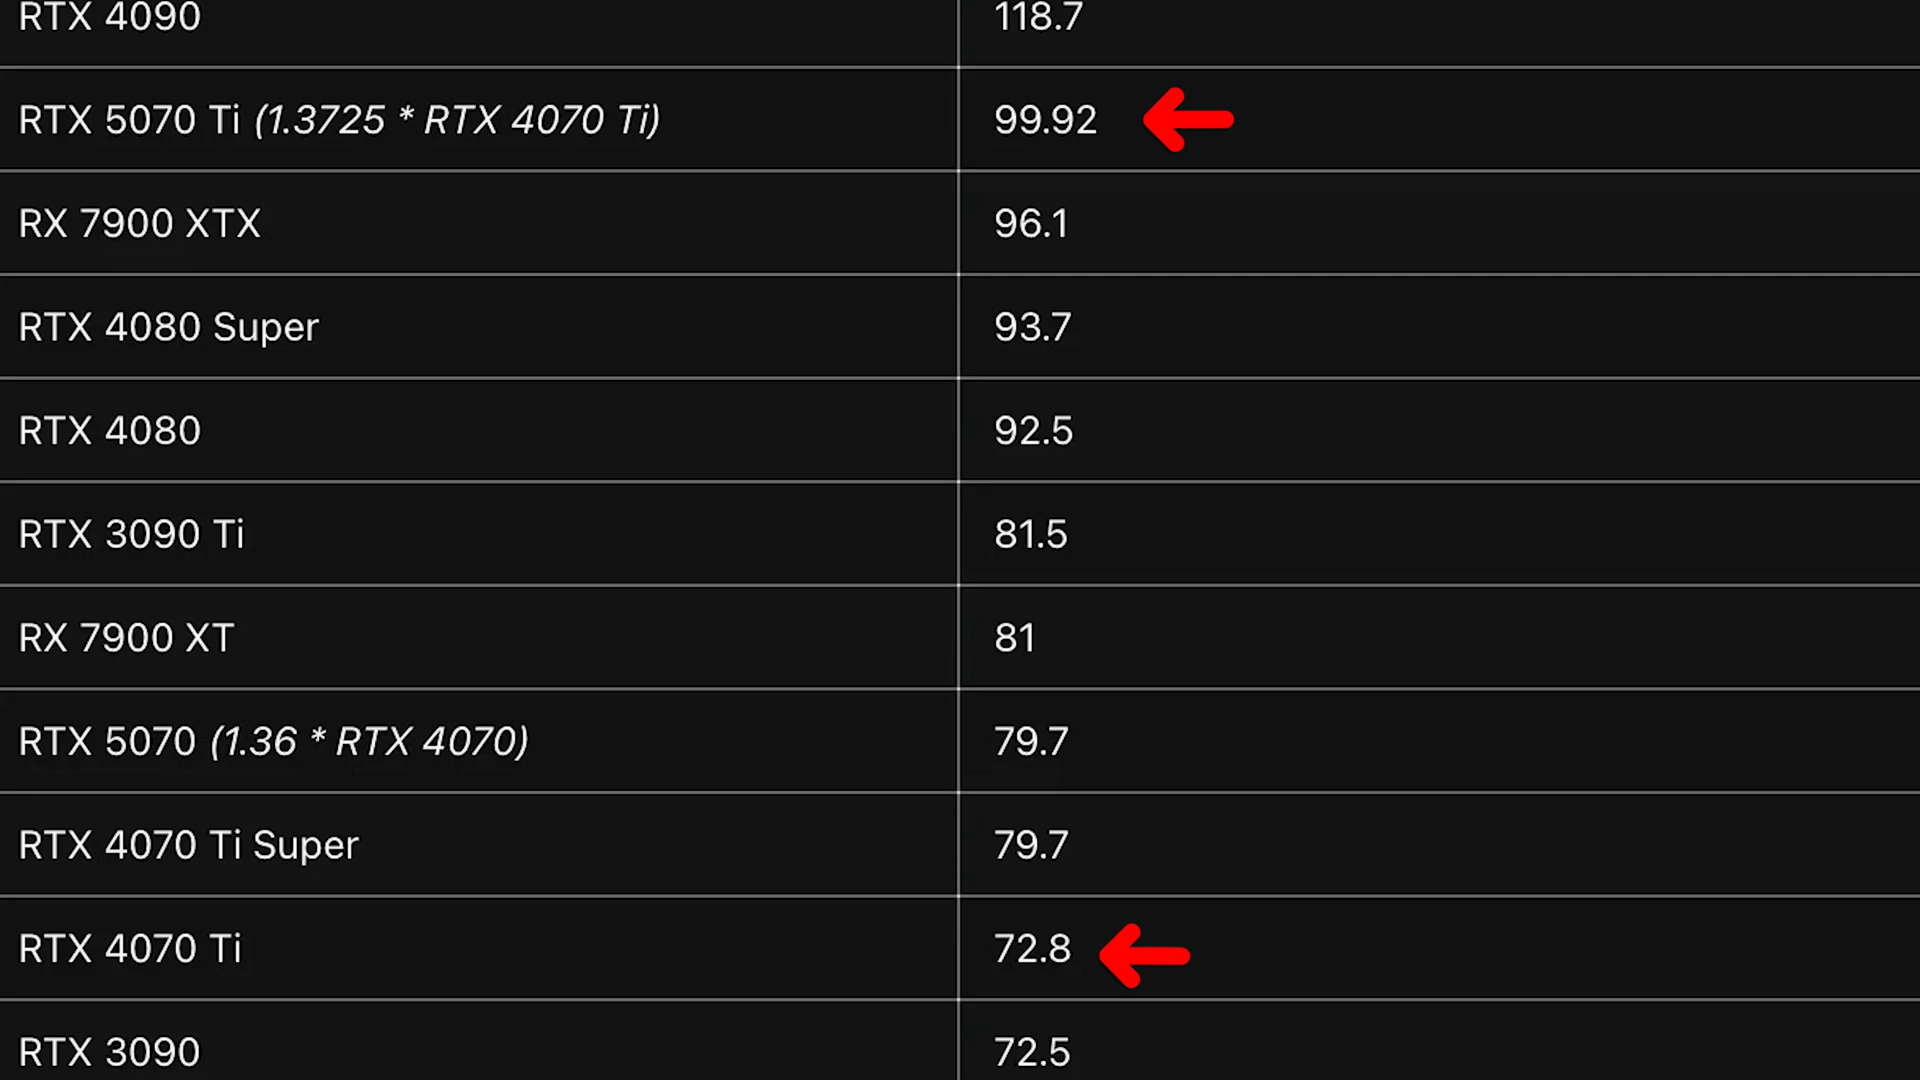 RTX 4090 118.7
RTX 5070 Ti (1.3725 * RTX 4070 Ti) 99.92
RX 7900 XTX 96.1
RTX 4080 Super 93.7
RTX 4080 92.5
RTX 3090 Ti 81.5
RX 7900 XT 81
RTX 5070 (1.36 * RTX 4070) 79.7
RTX 4070 Ti Super 79.7
RTX 4070 Ti 72.8
RTX 3090 72.5